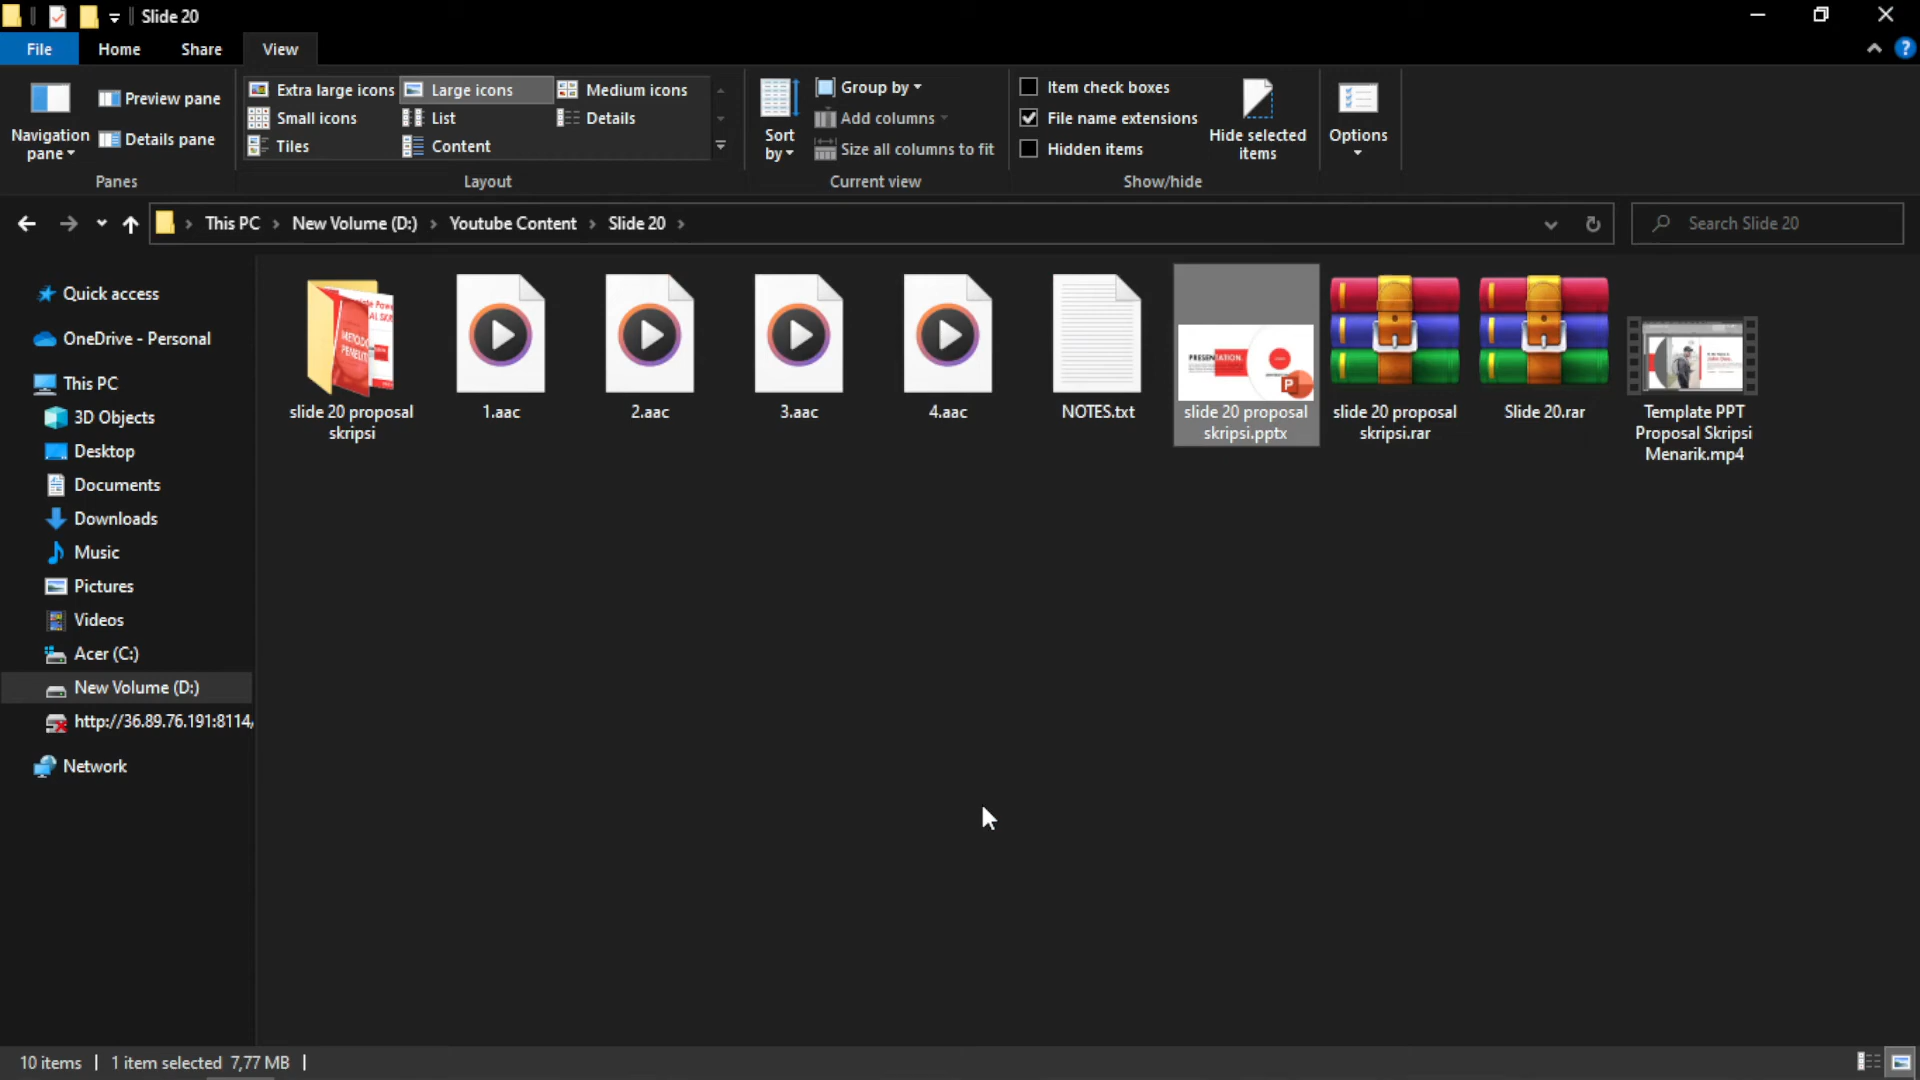 Slide 20
File Home Share View
Navigation pane
Preview pane
Details pane
Panes
Extra large icons Large icons Medium icons
Small icons List Details
Tiles Content
Layout
Sort by
Group by
Add columns
Size all columns to fit
Current view
Item check boxes
File name extensions
Hidden items
Hide selected items
Show/hide
Options
This PC New Volume (D:) Youtube Content Slide 20
Search Slide 20
Quick access
OneDrive - Personal
This PC
3D Objects
Desktop
Documents
Downloads
Music
Pictures
Videos
Acer (C:)
New Volume (D:)
http://36.89.76.191:8114,
Network
slide 20 proposal
skripsi
1.aac
2.aac
3.aac
4.aac
NOTES.txt
PRESENTATION.
slide 20 proposal
skripsi.pptx
slide 20 proposal
skripsi.rar
Slide 20.rar
Template PPT
Proposal Skripsi
Menarik.mp4
10 items 1 item selected 7,77 MB